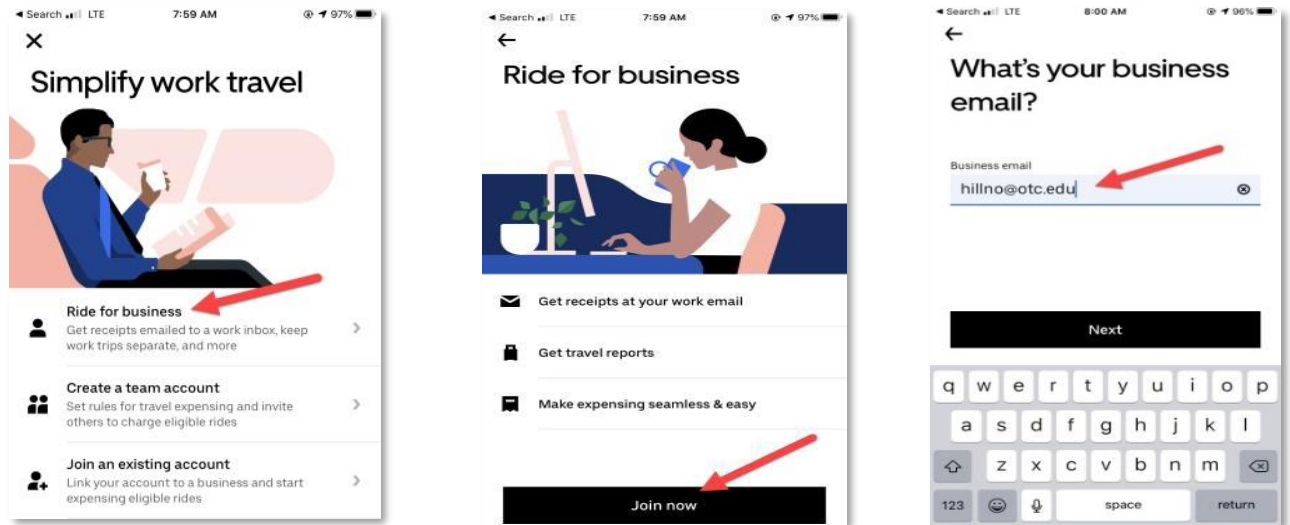 Search LTE 7:59 AM 97%
Simplify work travel
Ride for business
Get receipts emailed to a work inbox, keep
work trips separate, and more
Create a team account
Set rules for travel expensing and invite
others to charge eligible rides
Join an existing account
Link your account to a business and start
expensing eligible rides
Search LTE 7:59 AM 97%
Ride for business
Get receipts at your work email
Get travel reports
Make expensing seamless & easy
Join now
Search LTE 8:00 AM 96%
What's your business
email?
Business email
hillno@otc.edu
Next
q w e r t y u i o p
a s d f g h j k l
z x c v b n m
123 space return